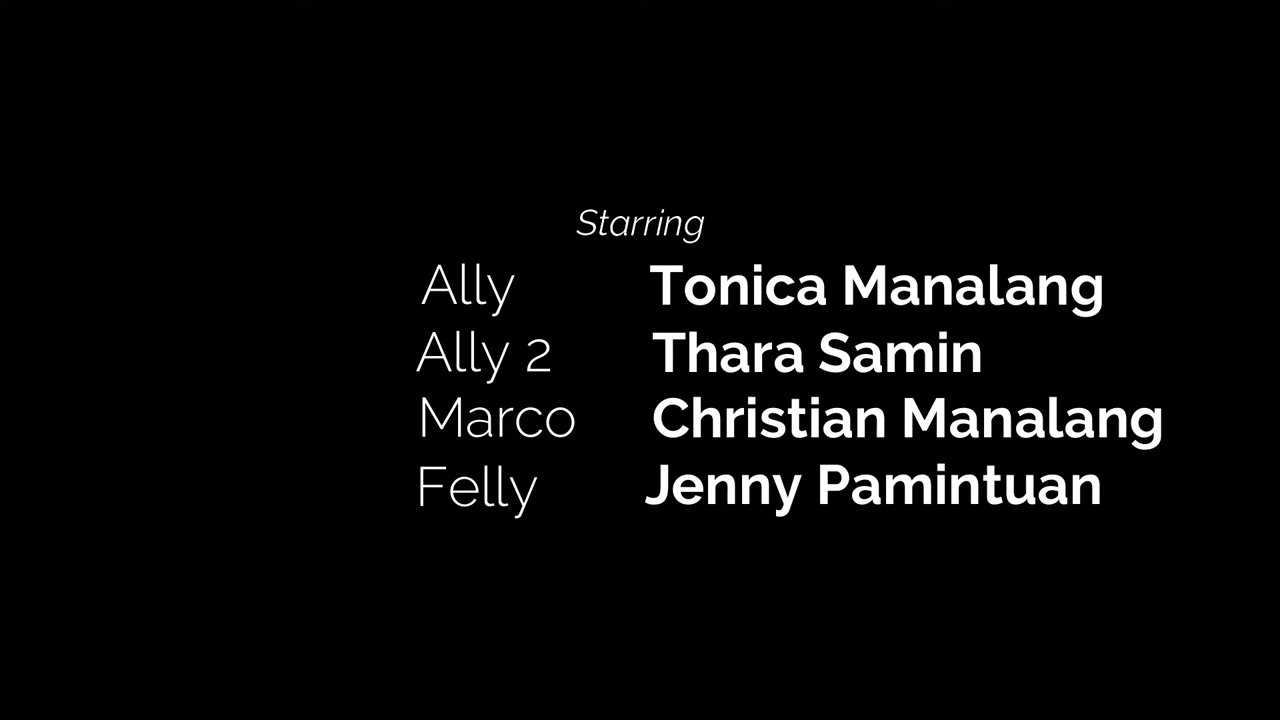 Starring
Ally Tonica Manalang
Ally 2 Thara Samin
Marco Christian Manalang
Felly Jenny Pamintuan